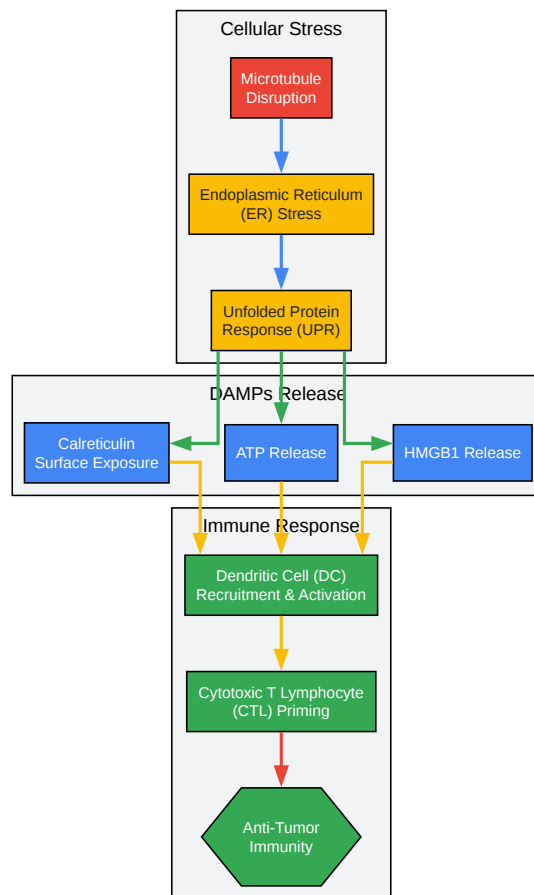 Cellular Stress
Microtubule
Disruption
Endoplasmic Reticulum
(ER) Stress
Unfolded Protein
Response (UPR)
DAMPs Release
Calreticulin
Surface Exposure
ATP Release
HMGB1 Release
Immune Response
Dendritic Cell (DC)
Recruitment & Activation
Cytotoxic T Lymphocyte
(CTL) Priming
Anti-Tumor
Immunity